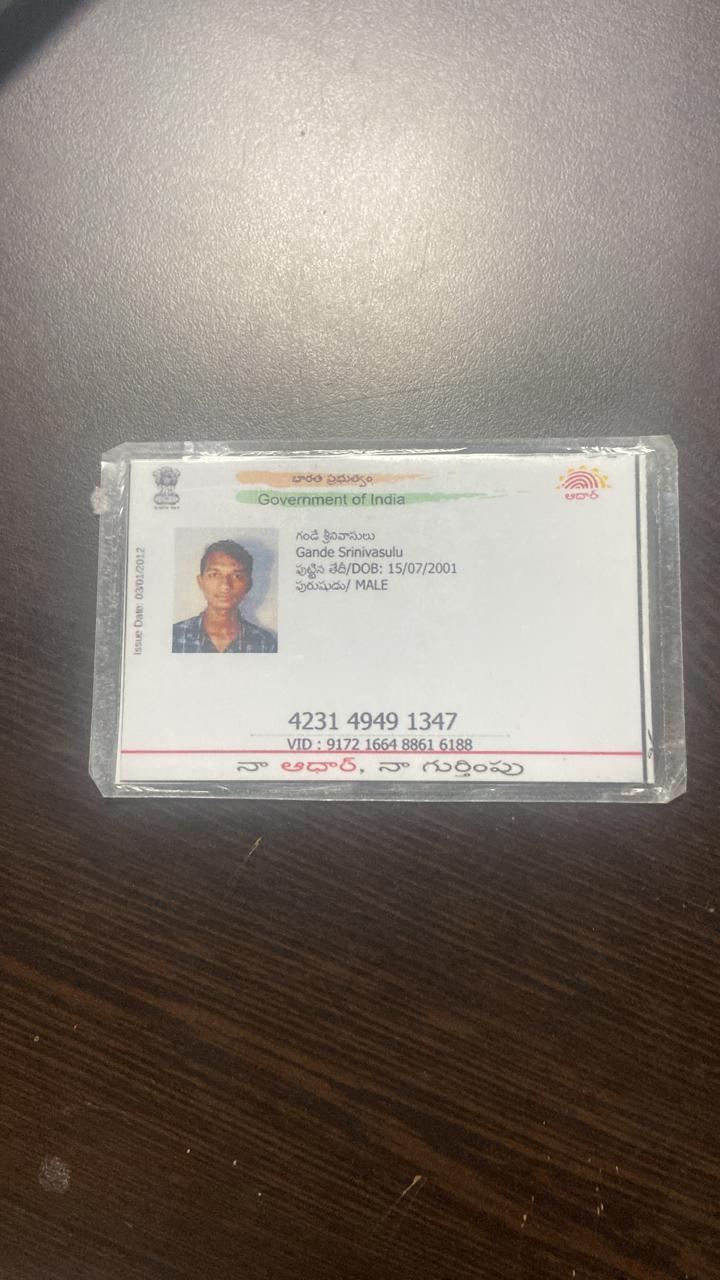 భారత ప్రభుత్వం
Government of India
ఆధార్
Issue Date: 03/01/2012
గండే శ్రీనివాసులు
Gande Srinivasulu
పుట్టిన తేదీ/DOB: 15/07/2001
పురుషుడు/ MALE
4231 4949 1347
VID : 9172 1664 8861 6188
నా ఆధార్, నా గుర్తింపు